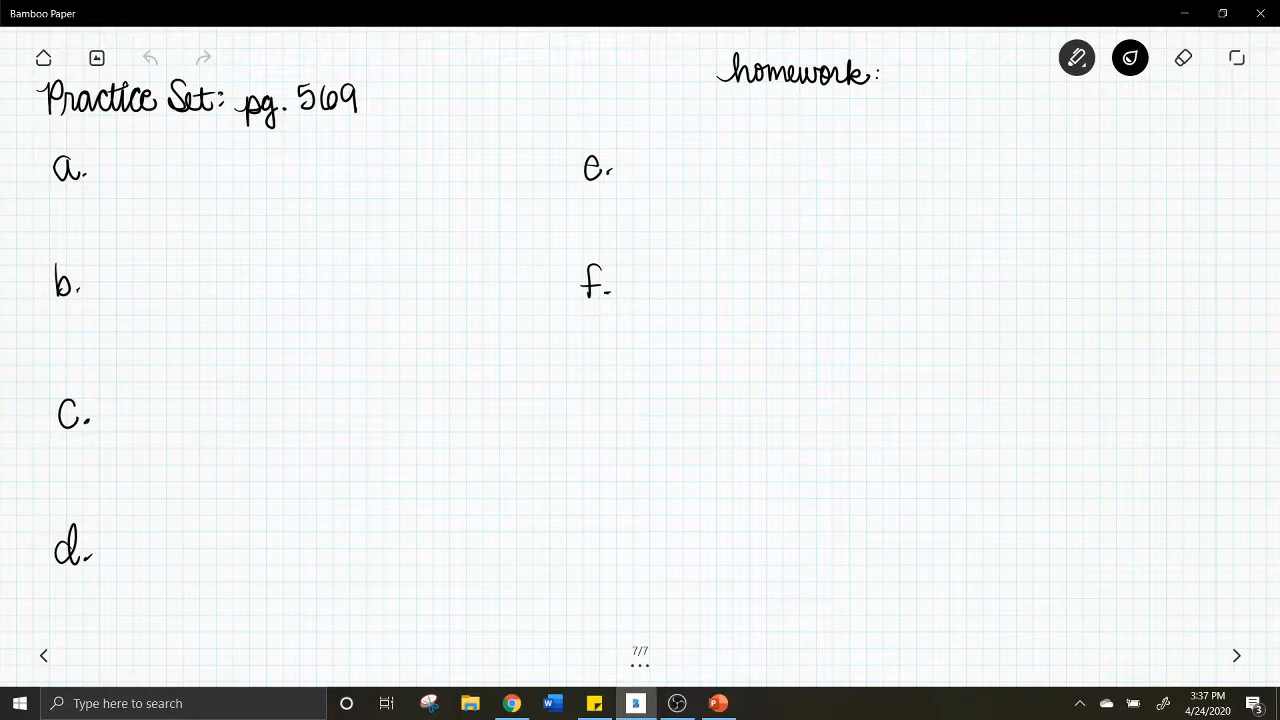 Bamboo Paper
homework:
Practice Set: pg. 569
a.
e.
b.
f.
c.
d.
7/7
Type here to search
3:37 PM
4/24/2020
3